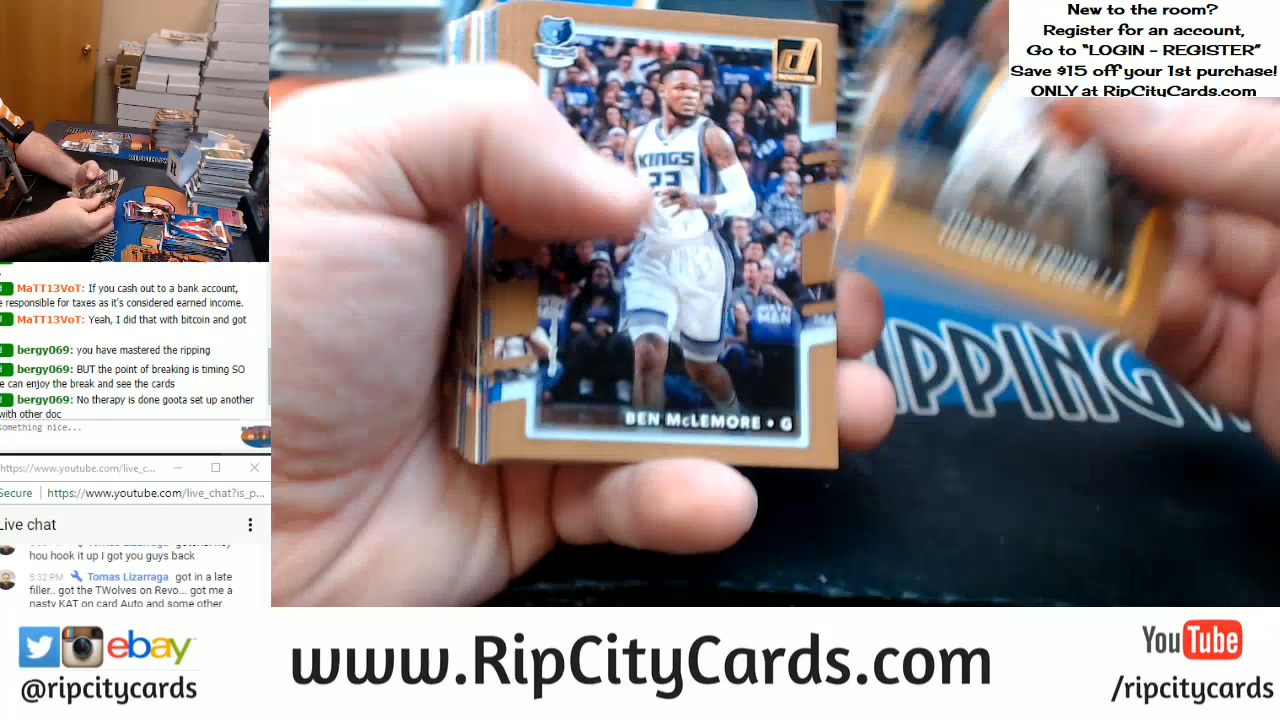 New to the room?
Register for an account,
Go to “LOGIN - REGISTER”
Save $15 off your 1st purchase!
ONLY at RipCityCards.com
KINGS
BEN McLEMORE • G
MaTT13VoT: If you cash out to a bank account,
e responsible for taxes as it's considered earned income.
MaTT13VoT: Yeah, I did that with bitcoin and got
bergy069: you have mastered the ripping
bergy069: BUT the point of breaking is timing SO
e can enjoy the break and see the cards
bergy069: No therapy is done goota set up another
with other doc
something nice...
https://www.youtube.com/live_c...
Secure https://www.youtube.com/live_chat?is_p...
Live chat
hou hook it up I got you guys back
5:32 PM Tomas Lizarraga got in a late
filler.. got the TWolves on Revo... got me a
nasty KAT on card Auto and some other
ebay
@ripcitycards
www.RipCityCards.com
YouTube
/ripcitycards